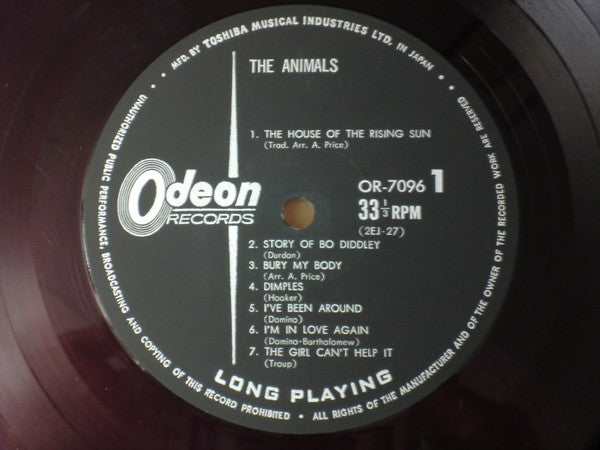 MFD. BY TOSHIBA MUSICAL INDUSTRIES LTD. IN JAPAN •
THE ANIMALS
1. THE HOUSE OF THE RISING SUN
(Trad. Arr. A. Price)
Odeon
RECORDS
OR-7096 1
33 1/3 RPM
(2EJ-27)
2. STORY OF BO DIDDLEY
(Durdon)
3. BURY MY BODY
(Arr. A. Price)
4. DIMPLES
(Hooker)
5. I'VE BEEN AROUND
(Domino)
6. I'M IN LOVE AGAIN
(Domino-Bartholomew)
7. THE GIRL CAN'T HELP IT
(Troup)
LONG PLAYING
UNAUTHORIZED PUBLIC PERFORMANCE, BROADCASTING AND COPYING OF THIS RECORD PROHIBITED • ALL RIGHTS OF THE MANUFACTURER AND OF THE OWNER OF THE RECORDED WORK ARE RESERVED.